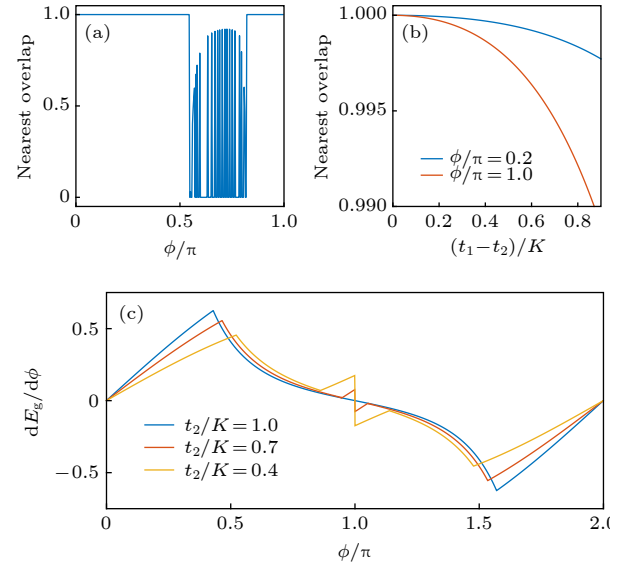 (a)
Nearest overlap
1.0
0.5
0
0
0.5
1.0
ϕ/π
(b)
Nearest overlap
1.000
0.995
0.990
ϕ/π=0.2
ϕ/π=1.0
0
0.2
0.4
0.6
0.8
(t₁−t₂)/K
(c)
dE_g/dϕ
0.5
0
−0.5
t₂/K=1.0
t₂/K=0.7
t₂/K=0.4
0
0.5
1.0
1.5
2.0
ϕ/π